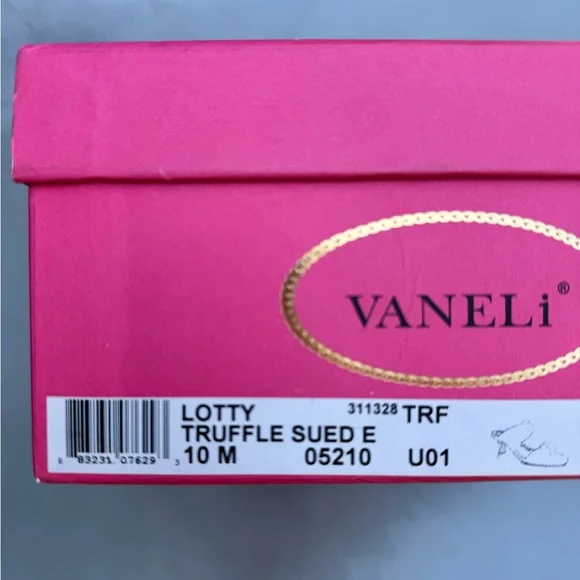 VANELi®
LOTTY 311328 TRF
TRUFFLE SUED E
10 M 05210 U01
8 83231 07629 3